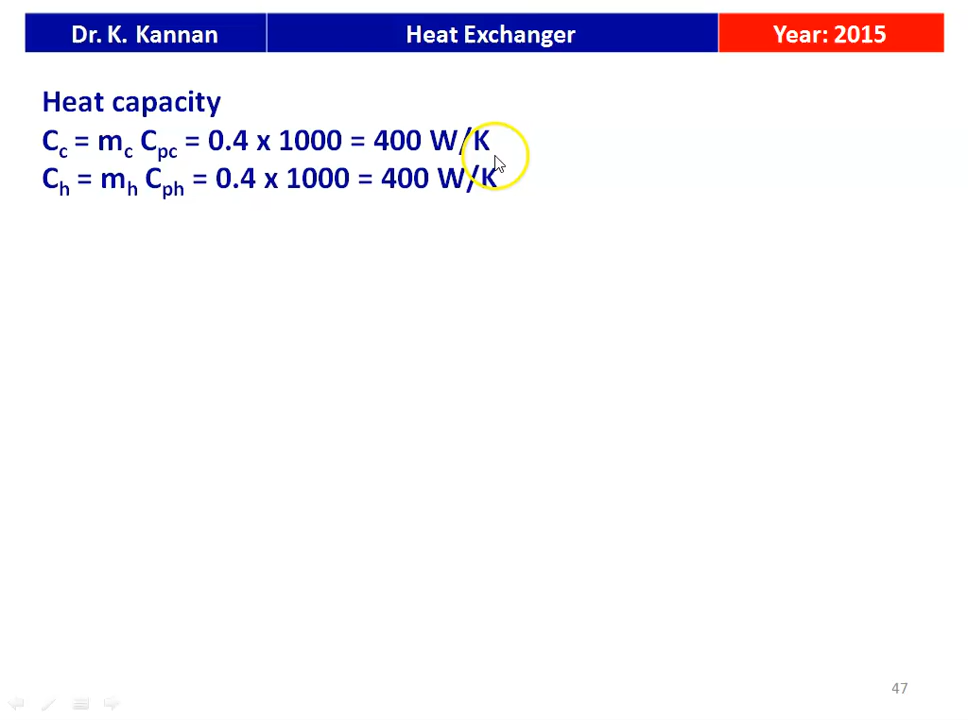 Dr. K. Kannan
Heat Exchanger
Year: 2015
Heat capacity
Cc = mc Cpc = 0.4 x 1000 = 400 W/K
Ch = mh Cph = 0.4 x 1000 = 400 W/K
47